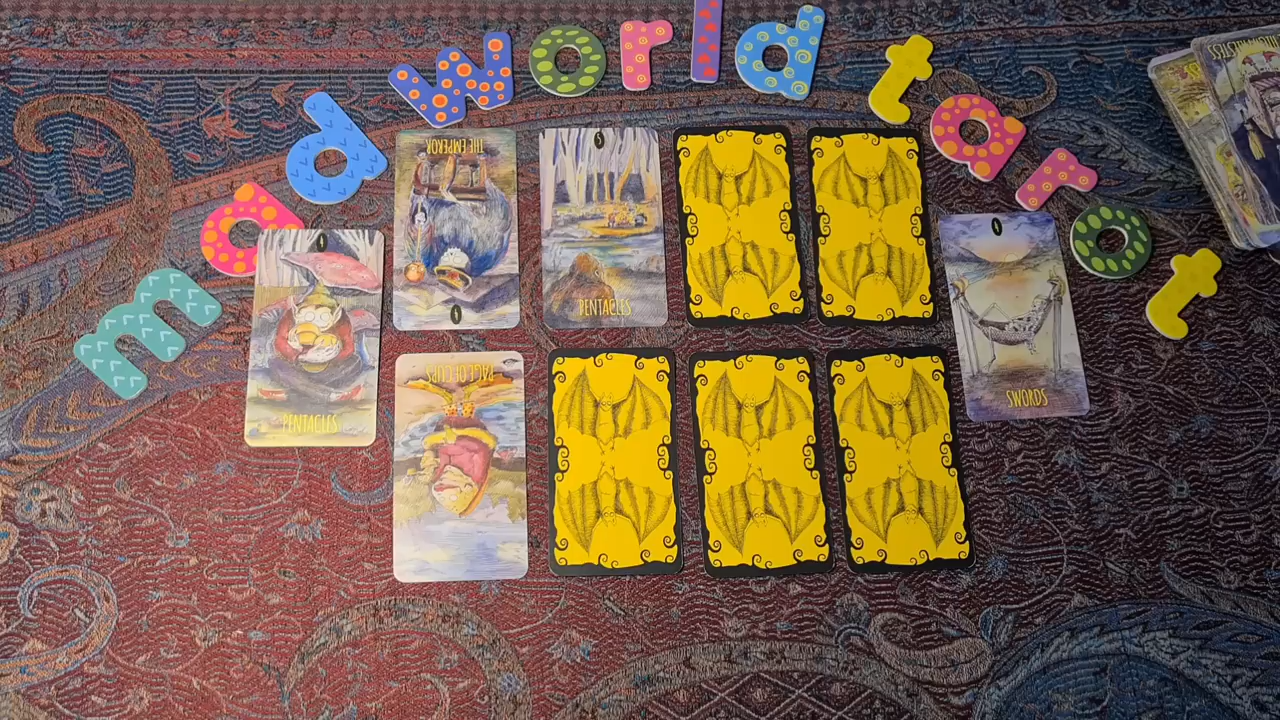 mad world tarot
THE EMPEROR
PENTACLES
PENTACLES
SWORDS
PAGE OF CUPS